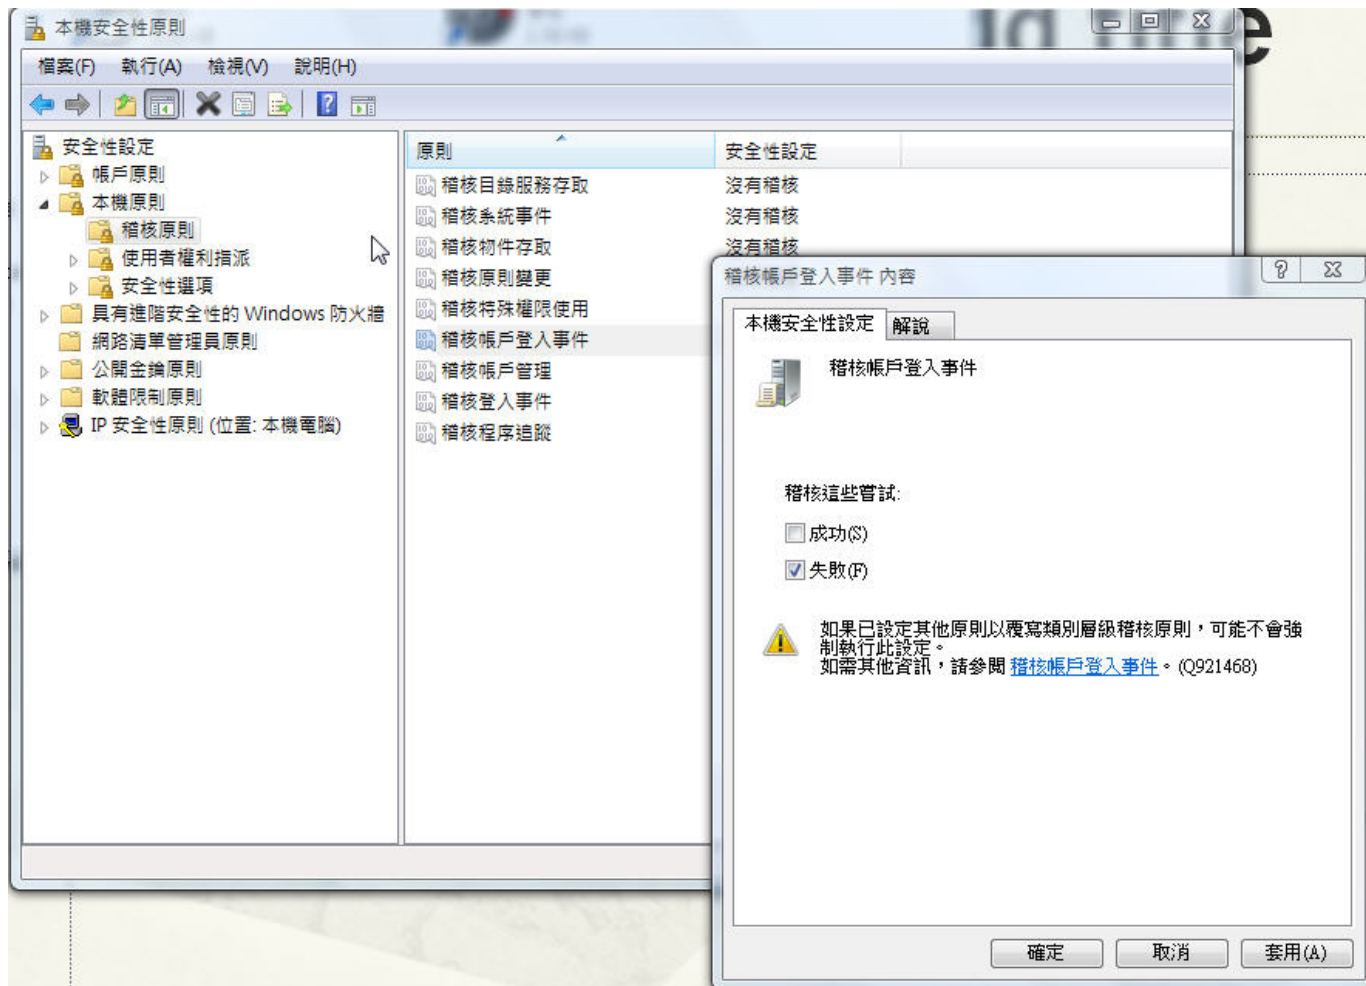 本機安全性原則
檔案(F) 執行(A) 檢視(V) 說明(H)
安全性設定
帳戶原則
本機原則
稽核原則
使用者權利指派
安全性選項
具有進階安全性的 Windows 防火牆
網路清單管理員原則
公開金鑰原則
軟體限制原則
IP 安全性原則 (位置: 本機電腦)
原則 安全性設定
稽核目錄服務存取 沒有稽核
稽核系統事件 沒有稽核
稽核物件存取 沒有稽核
稽核原則變更
稽核特殊權限使用
稽核帳戶登入事件
稽核帳戶管理
稽核登入事件
稽核程序追蹤
稽核帳戶登入事件 內容
本機安全性設定 解說
稽核帳戶登入事件
稽核這些嘗試:
成功(S)
失敗(F)
如果已設定其他原則以覆寫類別層級稽核原則，可能不會強
制執行此設定。
如需其他資訊，請參閱 稽核帳戶登入事件。(Q921468)
確定 取消 套用(A)